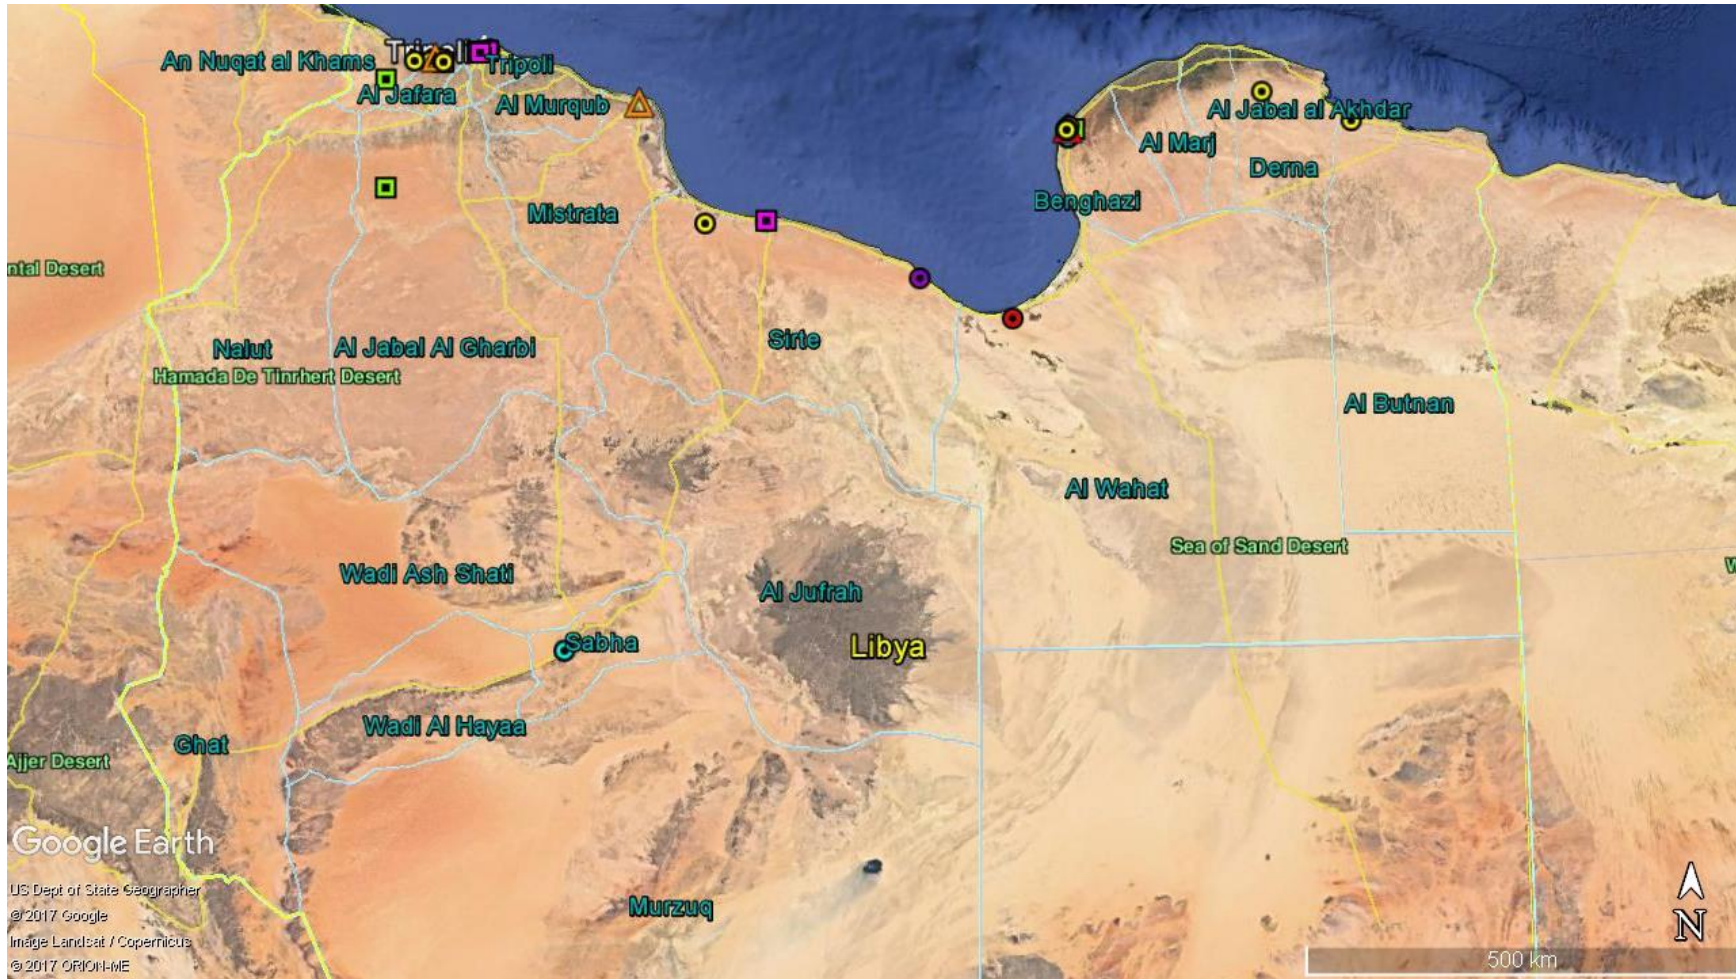 Tripoli
An Nuqat al Khams
Tripoli
Al Jafara
Al Murqub
Al Jabal al Akhdar
Al Marj
Derna
Benghazi
Mistrata
ntal Desert
Sirte
Nalut
Al Jabal Al Gharbi
Hamada De Tinrhert Desert
Al Butnan
Al Wahat
Sea of Sand Desert
Wadi Ash Shati
Al Jufrah
Sabha
Libya
Wadi Al Hayaa
Ghat
Ajjer Desert
Google Earth
US Dept of State Geographer
© 2017 Google
Image Landsat / Copernicus
© 2017 ORION-ME
Murzuq
N
500 km